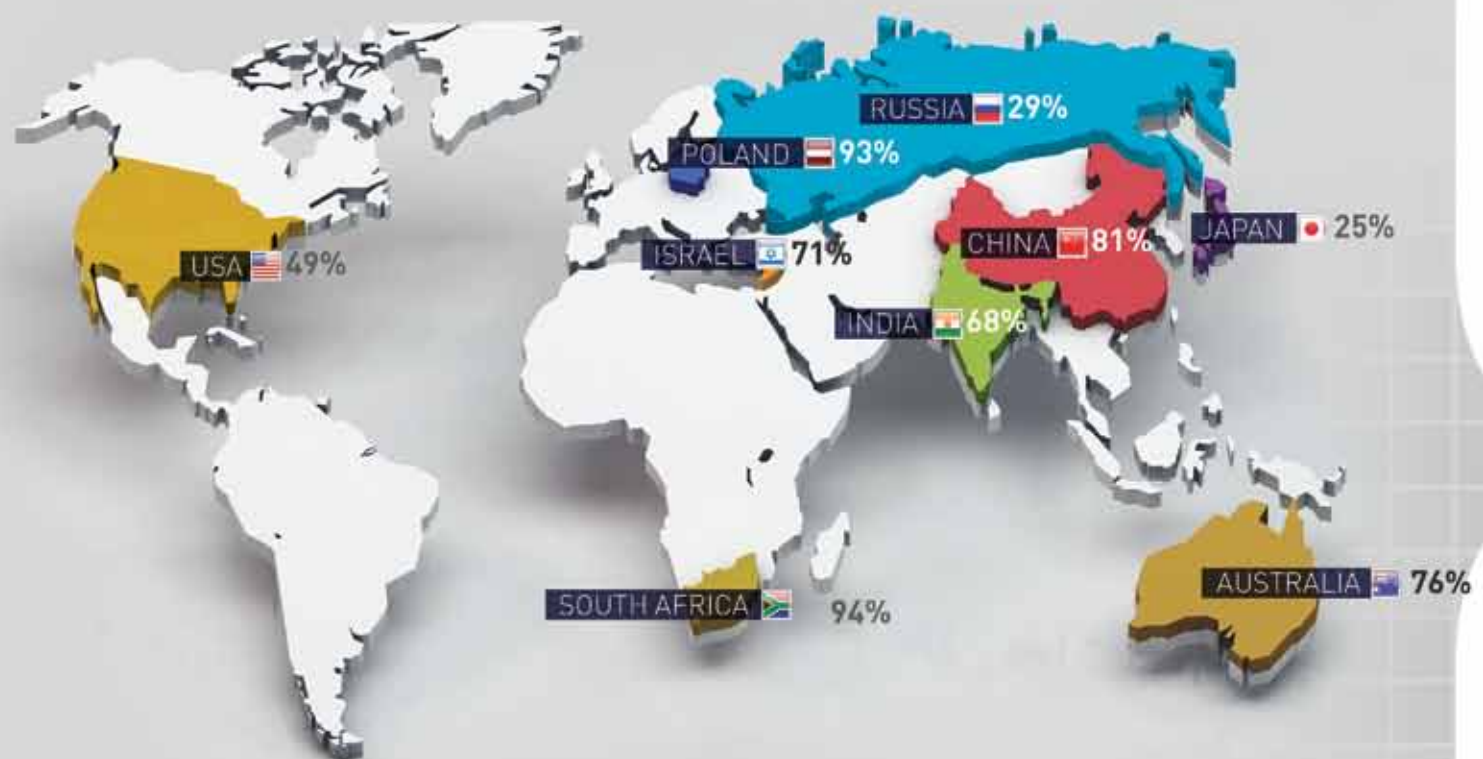 RUSSIA 29%
POLAND 93%
USA 49%
ISRAEL 71%
CHINA 81%
JAPAN 25%
INDIA 68%
SOUTH AFRICA 94%
AUSTRALIA 76%